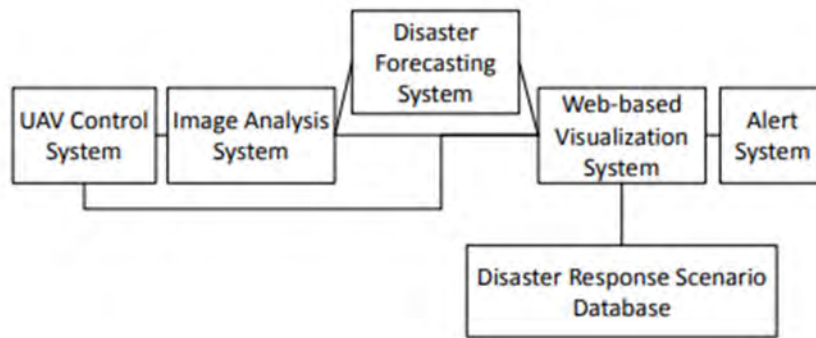 Disaster
Forecasting
System
UAV Control
System
Image Analysis
System
Web-based
Visualization
System
Alert
System
Disaster Response Scenario
Database